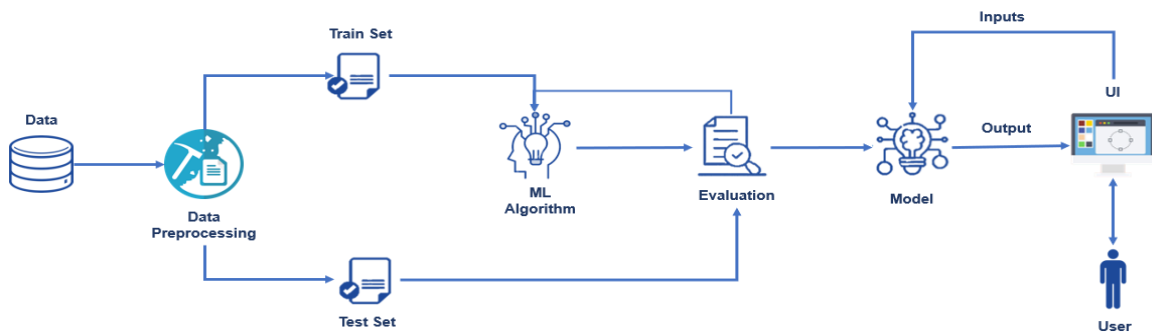 Inputs
Train Set
UI
Data
Output
ML
Algorithm
Evaluation
Model
Data
Preprocessing
Test Set
User